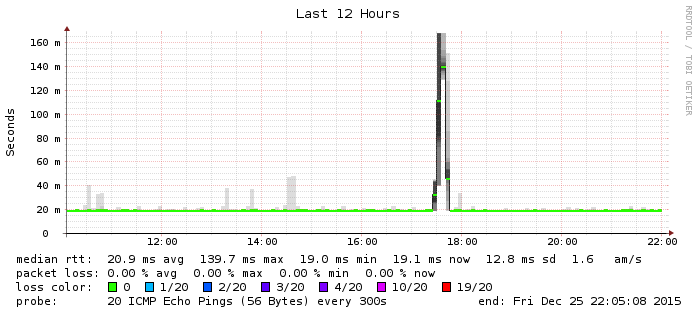 Last 12 Hours
RRDTOOL / TOBI OETIKER
Seconds
160 m
140 m
120 m
100 m
80 m
60 m
40 m
20 m
0
12:00 14:00 16:00 18:00 20:00 22:00
median rtt: 20.9 ms avg 139.7 ms max 19.0 ms min 19.1 ms now 12.8 ms sd 1.6 am/s
packet loss: 0.00 % avg 0.00 % max 0.00 % min 0.00 % now
loss color: 0 1/20 2/20 3/20 4/20 10/20 19/20
probe: 20 ICMP Echo Pings (56 Bytes) every 300s end: Fri Dec 25 22:05:08 2015